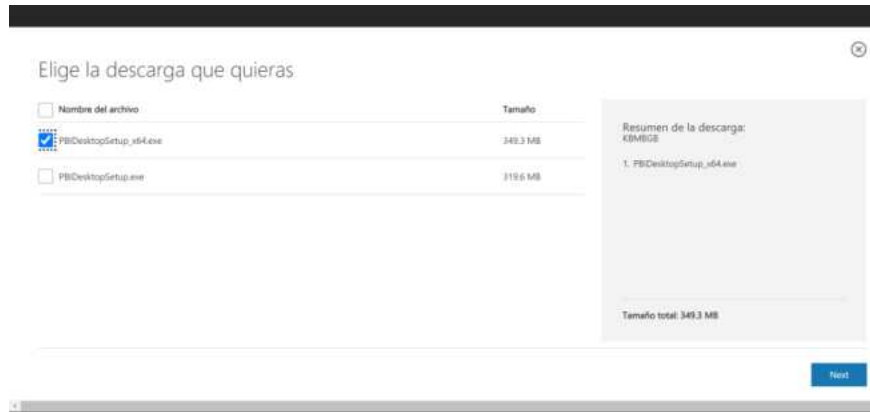 Elige la descarga que quieras
Nombre del archivo Tamaño
PBIDesktopSetup_x64.exe 349.3 MB
PBIDesktopSetup.exe 319.6 MB
Resumen de la descarga:
KBMBGB
1. PBIDesktopSetup_x64.exe
Tamaño total: 349.3 MB
Next